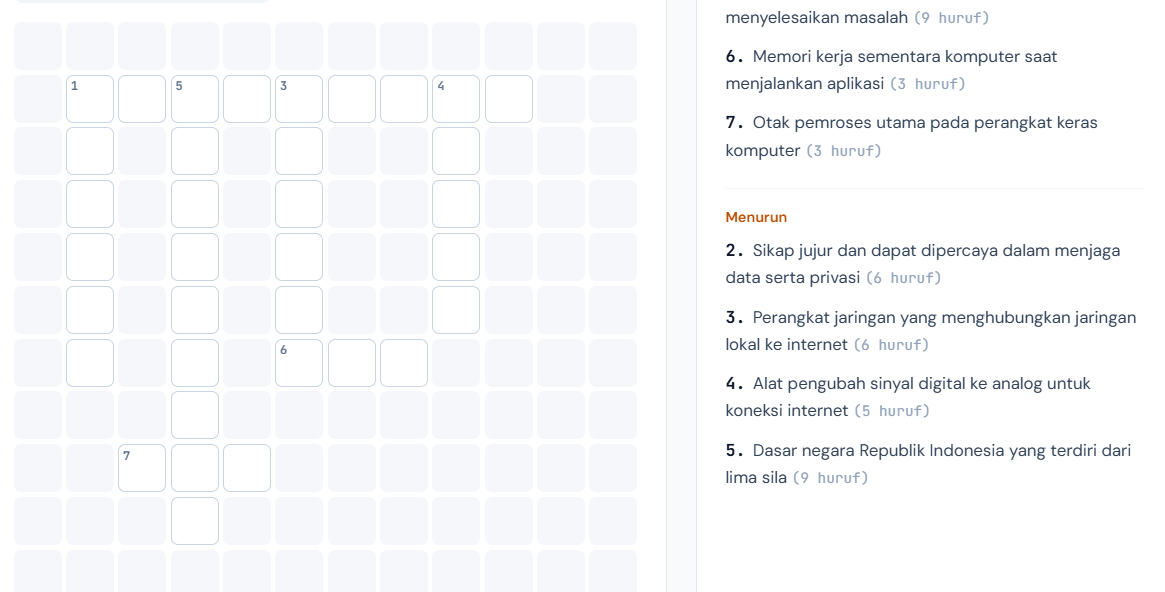 1
5
3
4
6
7
menyelesaikan masalah (9 huruf)
6. Memori kerja sementara komputer saat
menjalankan aplikasi (3 huruf)
7. Otak pemroses utama pada perangkat keras
komputer (3 huruf)
Menurun
2. Sikap jujur dan dapat dipercaya dalam menjaga
data serta privasi (6 huruf)
3. Perangkat jaringan yang menghubungkan jaringan
lokal ke internet (6 huruf)
4. Alat pengubah sinyal digital ke analog untuk
koneksi internet (5 huruf)
5. Dasar negara Republik Indonesia yang terdiri dari
lima sila (9 huruf)